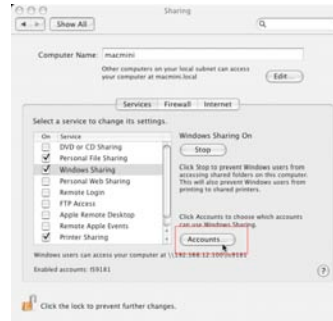 Sharing
Show All
Computer Name: macmini
Other computers on your local subnet can access
your computer at macmini.local
Edit...
Services Firewall Internet
Select a service to change its settings.
On Service
DVD or CD Sharing
Personal File Sharing
Windows Sharing
Personal Web Sharing
Remote Login
FTP Access
Apple Remote Desktop
Remote Apple Events
Printer Sharing
Windows Sharing On
Stop
Click Stop to prevent Windows users from
accessing shared folders on this computer.
This will also prevent Windows users from
printing to shared printers.
Click Accounts to choose which accounts
can use Windows Sharing.
Accounts...
Windows users can access your computer at \\192.168.12.100\
Enabled accounts:
?
Click the lock to prevent further changes.